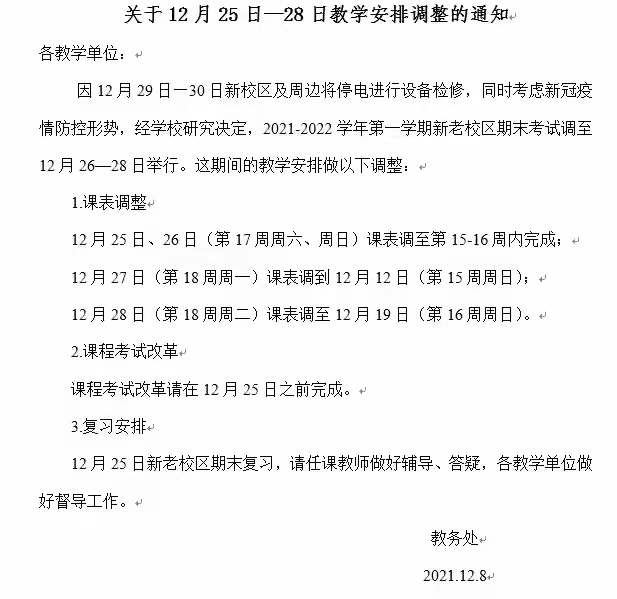 关于 12 月 25 日—28 日教学安排调整的通知
各教学单位：
因 12 月 29 日—30 日新校区及周边将停电进行设备检修，同时考虑新冠疫
情防控形势，经学校研究决定，2021-2022 学年第一学期新老校区期末考试调至
12 月 26—28 日举行。这期间的教学安排做以下调整：
1.课表调整
12 月 25 日、26 日（第 17 周周六、周日）课表调至第 15-16 周内完成；
12 月 27 日（第 18 周周一）课表调到 12 月 12 日（第 15 周周日）；
12 月 28 日（第 18 周周二）课表调至 12 月 19 日（第 16 周周日）。
2.课程考试改革
课程考试改革请在 12 月 25 日之前完成。
3.复习安排
12 月 25 日新老校区期末复习，请任课教师做好辅导、答疑，各教学单位做
好督导工作。
教务处
2021.12.8